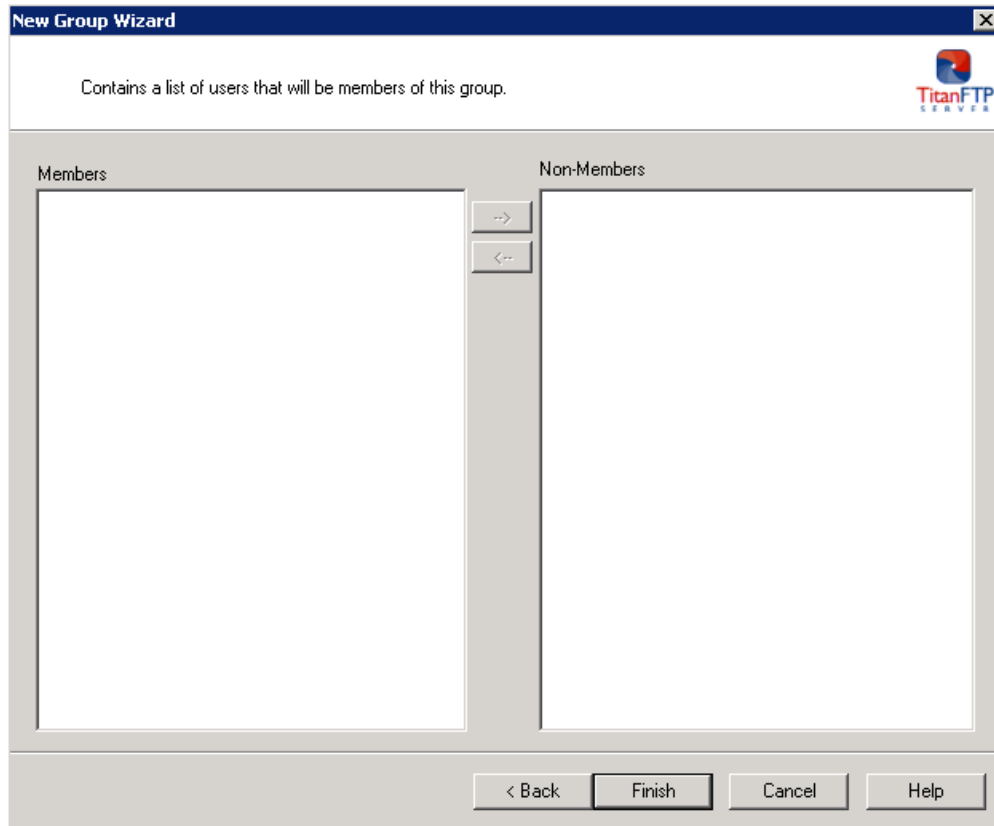 New Group Wizard
Contains a list of users that will be members of this group.
TitanFTP
SERVER
Members
Non-Members
-->
<--
< Back
Finish
Cancel
Help